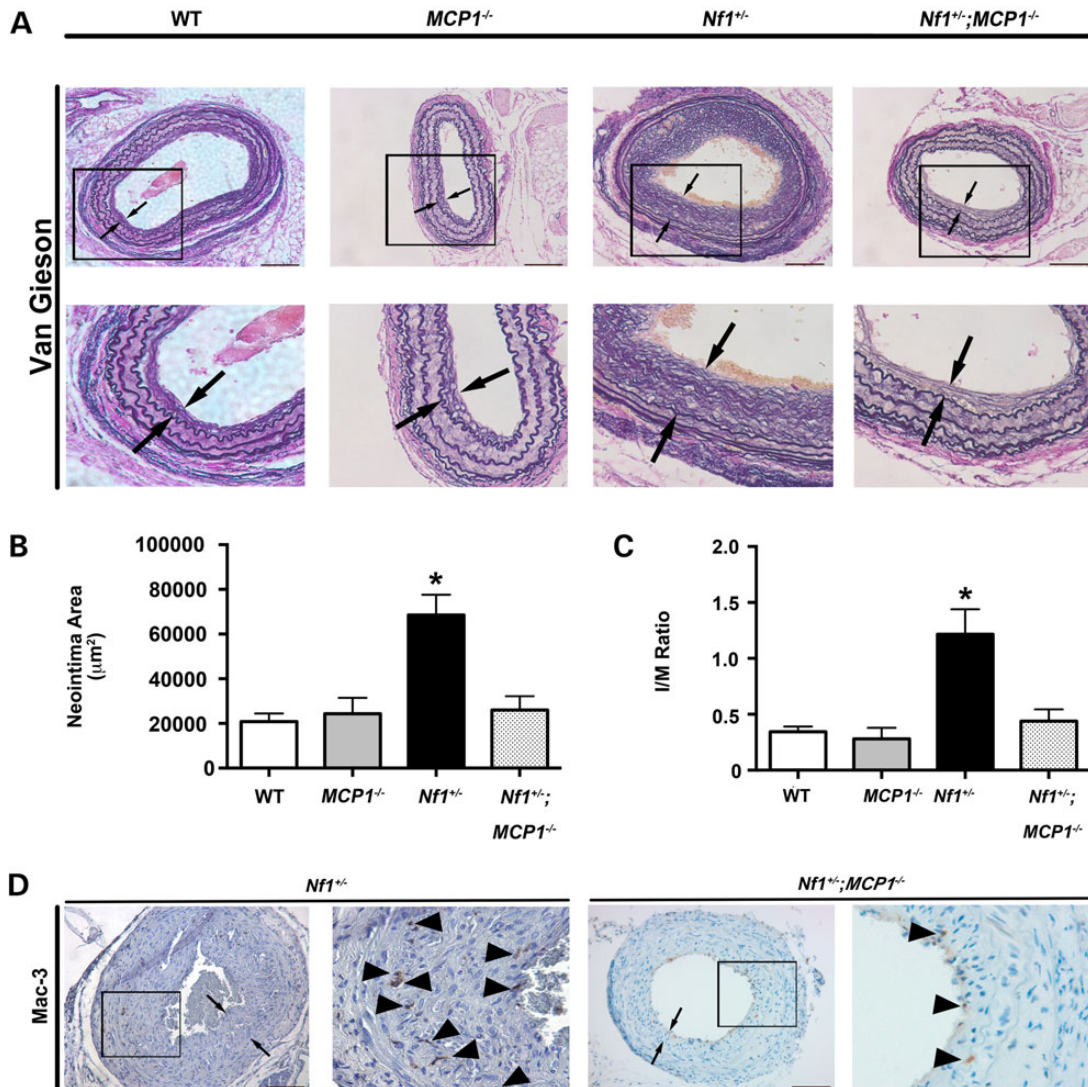 A
WT
MCP1-/-
Nf1+/-
Nf1+/-;MCP1-/-
Van Gieson
B
Neointima Area
(μm²)
100000
80000
60000
40000
20000
0
*
WT
MCP1-/-
Nf1+/-
Nf1+/-;
MCP1-/-
C
I/M Ratio
2.0
1.5
1.0
0.5
0
*
WT
MCP1-/-
Nf1+/-
Nf1+/-;
MCP1-/-
D
Nf1+/-
Nf1+/-;MCP1-/-
Mac-3